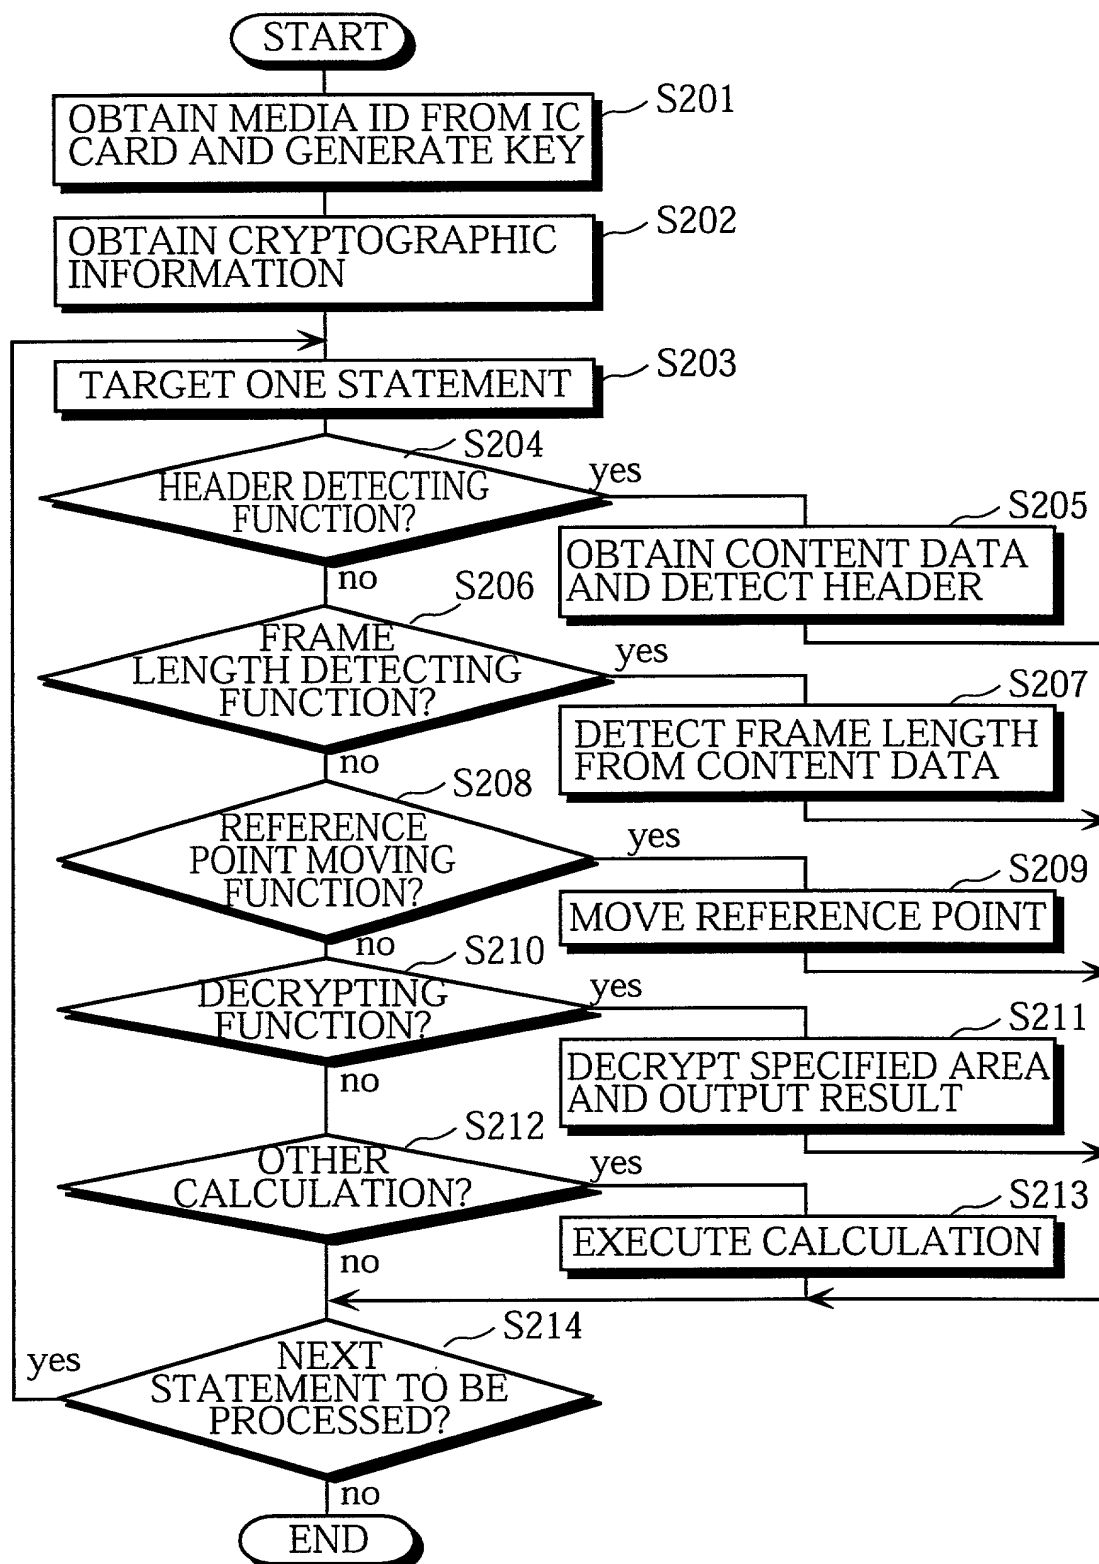 START
S201
OBTAIN MEDIA ID FROM IC
CARD AND GENERATE KEY
S202
OBTAIN CRYPTOGRAPHIC
INFORMATION
S203
TARGET ONE STATEMENT
S204
HEADER DETECTING
FUNCTION?
yes
no
S205
OBTAIN CONTENT DATA
AND DETECT HEADER
S206
FRAME
LENGTH DETECTING
FUNCTION?
yes
no
S207
DETECT FRAME LENGTH
FROM CONTENT DATA
S208
REFERENCE
POINT MOVING
FUNCTION?
yes
no
S209
MOVE REFERENCE POINT
S210
DECRYPTING
FUNCTION?
yes
no
S211
DECRYPT SPECIFIED AREA
AND OUTPUT RESULT
S212
OTHER
CALCULATION?
yes
no
S213
EXECUTE CALCULATION
S214
NEXT
STATEMENT TO BE
PROCESSED?
yes
no
END